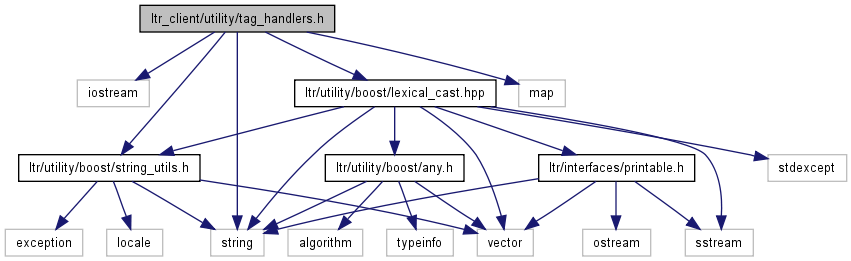 ltr_client/utility/tag_handlers.h
iostream
ltr/utility/boost/lexical_cast.hpp
map
ltr/utility/boost/string_utils.h
ltr/utility/boost/any.h
ltr/interfaces/printable.h
stdexcept
exception
locale
string
algorithm
typeinfo
vector
ostream
sstream